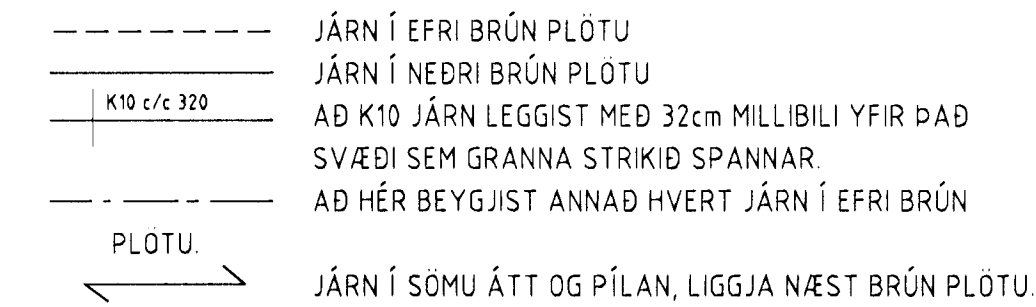 JÁRN Í EFRI BRÚN PLÖTU
JÁRN Í NEÐRI BRÚN PLÖTU
K10 c/c 320
AÐ K10 JÁRN LEGGIST MEÐ 32cm MILLIBILI YFIR ÞAÐ
SVÆÐI SEM GRANNA STRIKIÐ SPANNAR.
AÐ HÉR BEYGJIST ANNAÐ HVERT JÁRN Í EFRI BRÚN
PLÖTU.
JÁRN Í SÖMU ÁTT OG PÍLAN, LIGGJA NÆST BRÚN PLÖTU.